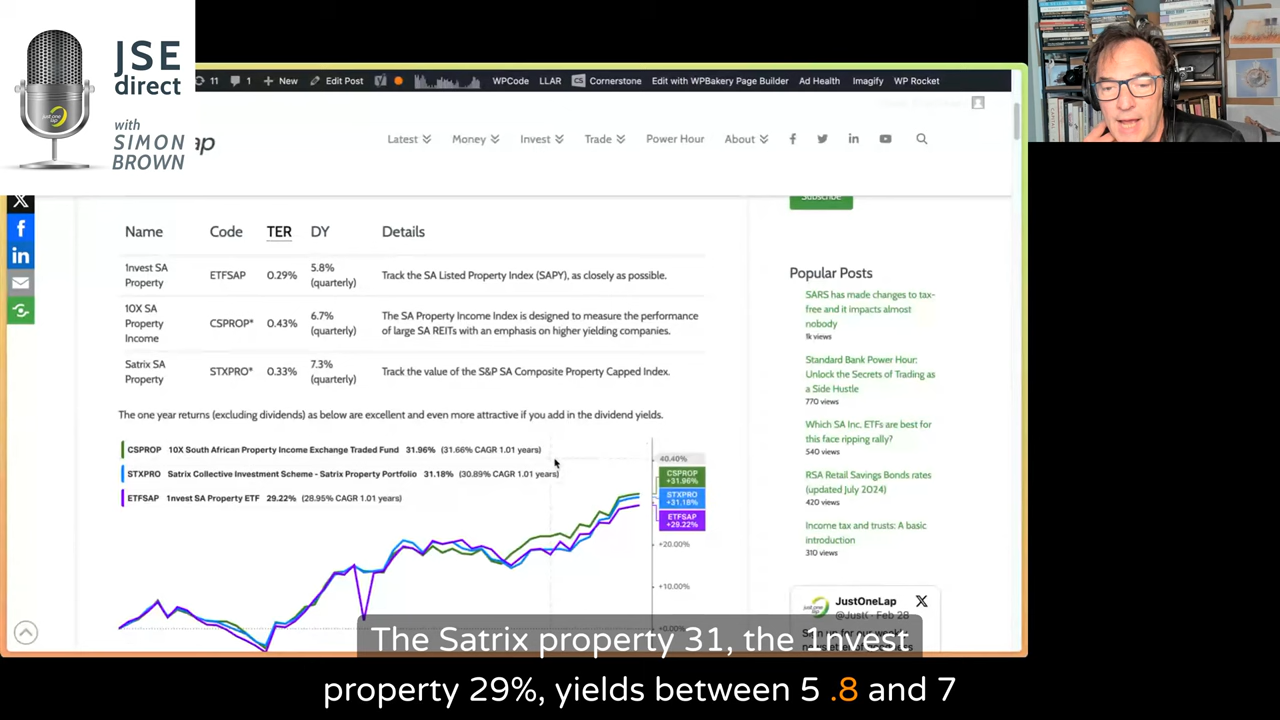 JSE
direct
with
SIMON
BROWN
11
1
New
Edit Post
WPCode
LLAR
CS
Cornerstone
Edit with WPBakery Page Builder
Ad Health
Imagify
WP Rocket
ap
Latest
Money
Invest
Trade
Power Hour
About
Subscribe
Name Code TER DY Details
1nvest SA
Property
ETFSAP
0.29%
5.8%
(quarterly)
Track the SA Listed Property Index (SAPY), as closely as possible.
10X SA
Property
Income
CSPROP*
0.43%
6.7%
(quarterly)
The SA Property Income Index is designed to measure the performance
of large SA REITs with an emphasis on higher yielding companies.
Satrix SA
Property
STXPRO*
0.33%
7.3%
(quarterly)
Track the value of the S&P SA Composite Property Capped Index.
The one year returns (excluding dividends) as below are excellent and even more attractive if you add in the dividend yields.
CSPROP 10X South African Property Income Exchange Traded Fund 31.96% (31.66% CAGR 1.01 years)
STXPRO Satrix Collective Investment Scheme - Satrix Property Portfolio 31.18% (30.89% CAGR 1.01 years)
ETFSAP 1nvest SA Property ETF 29.22% (28.95% CAGR 1.01 years)
40.40%
CSPROP
+31.96%
STXPRO
+31.18%
ETFSAP
+29.22%
+20.00%
+10.00%
+0.00%
Popular Posts
SARS has made changes to tax-
free and it impacts almost
nobody
1k views
Standard Bank Power Hour:
Unlock the Secrets of Trading as
a Side Hustle
770 views
Which SA Inc. ETFs are best for
this face ripping rally?
540 views
RSA Retail Savings Bonds rates
(updated July 2024)
420 views
Income tax and trusts: A basic
introduction
310 views
just one
lap
JustOneLap
Feb 28
The Satrix property 31, the 1nvest
property 29%, yields between 5 .8 and 7